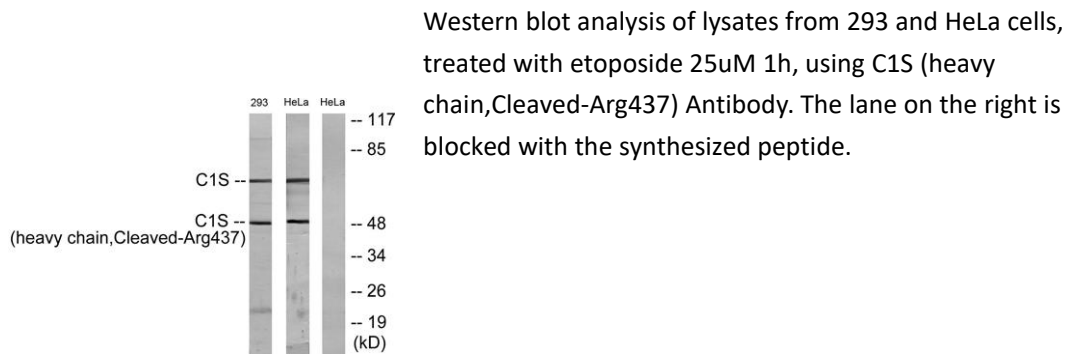 Western blot analysis of lysates from 293 and HeLa cells,
treated with etoposide 25uM 1h, using C1S (heavy
chain,Cleaved-Arg437) Antibody. The lane on the right is
blocked with the synthesized peptide.
293 HeLa HeLa
-- 117
-- 85
C1S --
C1S --
(heavy chain,Cleaved-Arg437)
-- 48
-- 34
-- 26
-- 19
(kD)